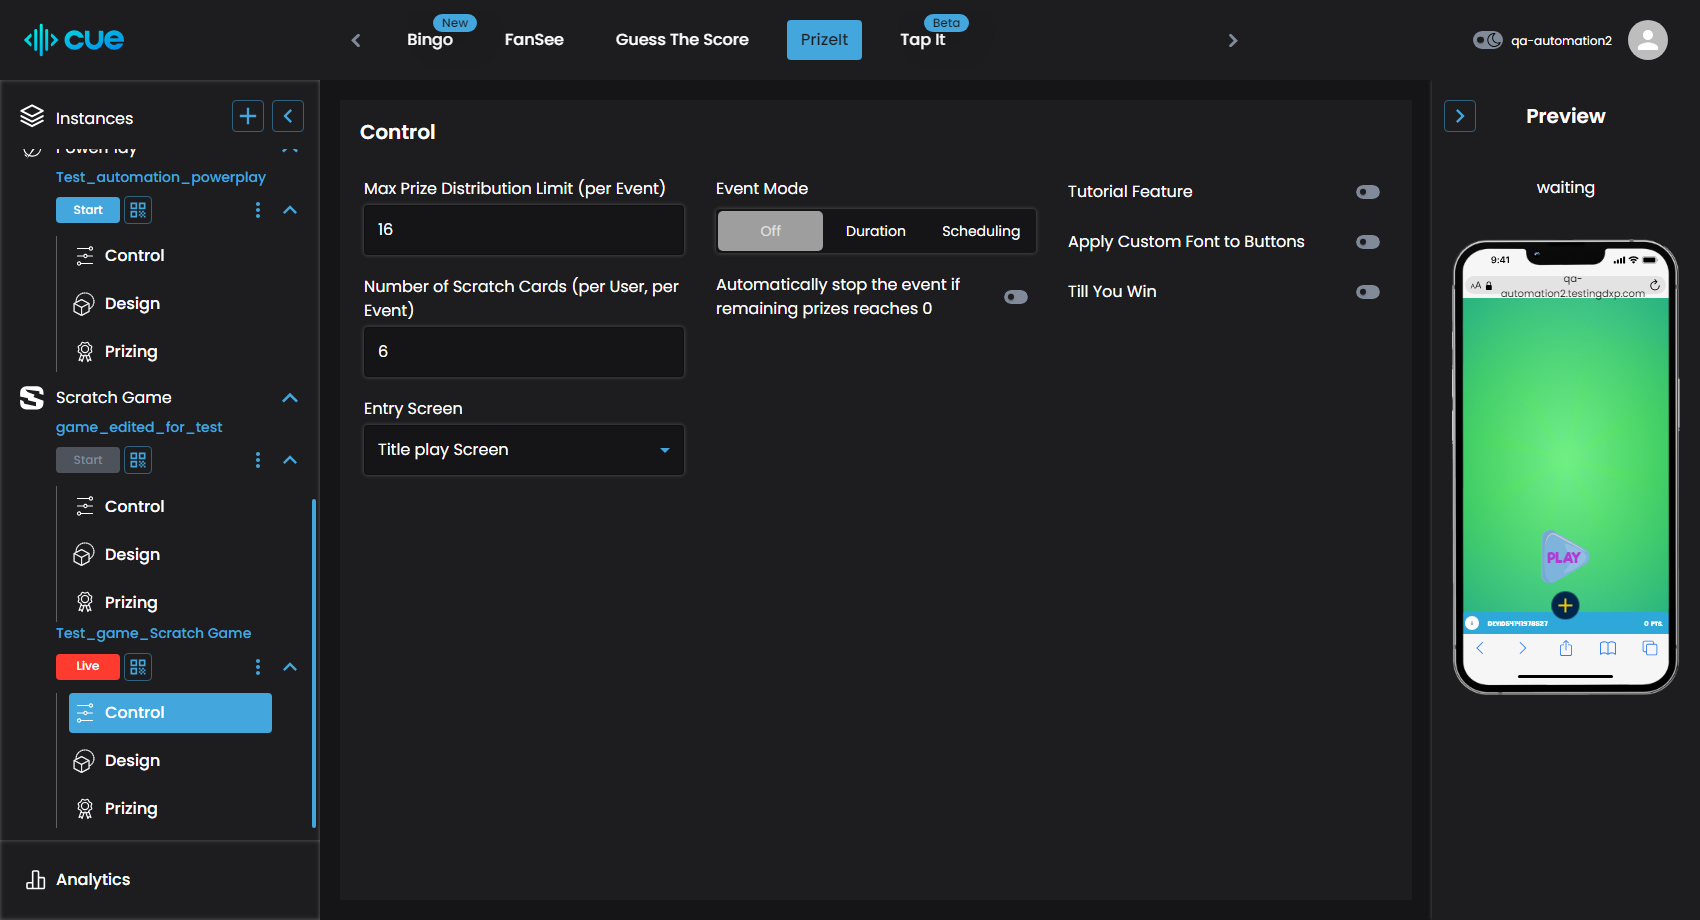 cue
New
Bingo
FanSee
Guess The Score
PrizeIt
Beta
Tap It
qa-automation2
Instances
PowerPlay
Test_automation_powerplay
Start
Control
Design
Prizing
Scratch Game
game_edited_for_test
Start
Control
Design
Prizing
Test_game_Scratch Game
Live
Control
Design
Prizing
Analytics
Control
Max Prize Distribution Limit (per Event)
16
Number of Scratch Cards (per User, per
Event)
6
Entry Screen
Title play Screen
Event Mode
Off
Duration
Scheduling
Automatically stop the event if
remaining prizes reaches 0
Tutorial Feature
Apply Custom Font to Buttons
Till You Win
Preview
waiting
9:41
AA
qa-
automation2.testingdxp.com
PLAY
0 PTS.